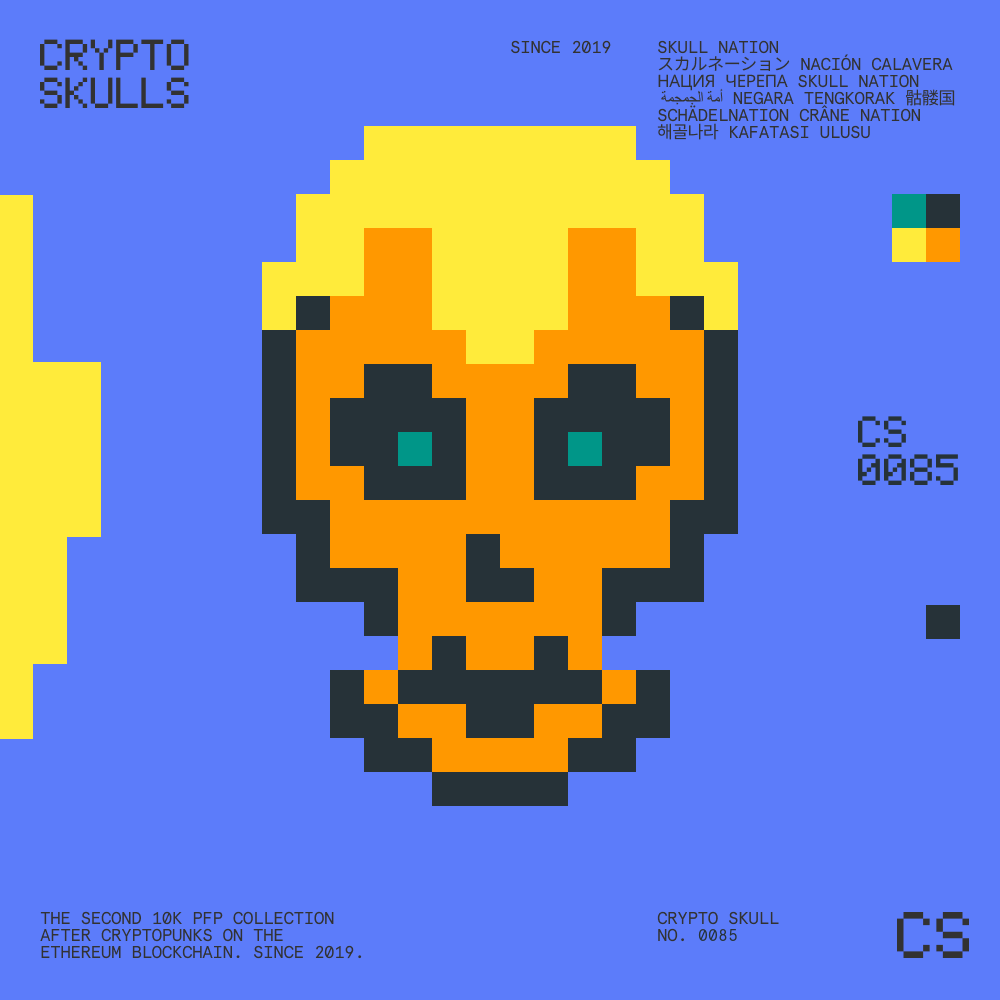 CRYPTO
SKULLS
SINCE 2019
SKULL NATION
スカルネーション NACIÓN CALAVERA
НАЦИЯ ЧЕРЕПА SKULL NATION
أمة الجمجمة NEGARA TENGKORAK 骷髅国
SCHÄDELNATION CRÂNE NATION
해골나라 KAFATASI ULUSU
CS
0085
THE SECOND 10K PFP COLLECTION
AFTER CRYPTOPUNKS ON THE
ETHEREUM BLOCKCHAIN. SINCE 2019.
CRYPTO SKULL
NO. 0085
CS